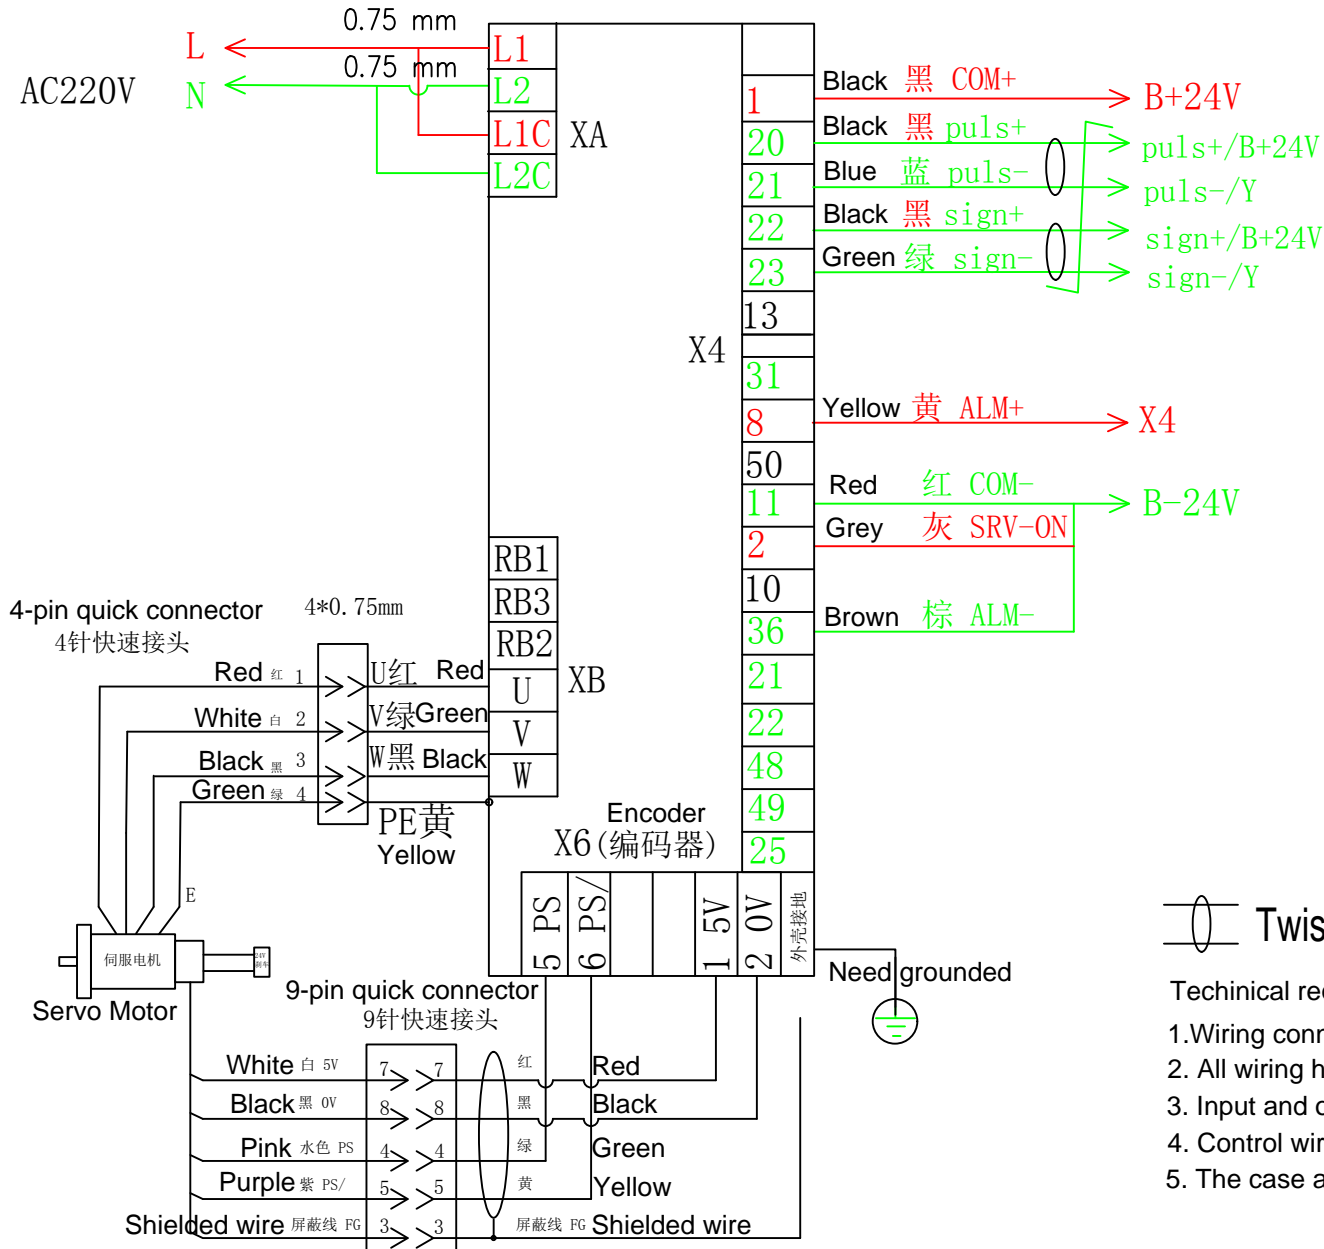 0.75 mm
L
L1
0.75 mm
AC220V
N
L2
L1C
XA
L2C
1
Black 黑 COM+
B+24V
20
Black 黑 puls+
puls+/B+24V
21
Blue 蓝 puls-
puls-/Y
22
Black 黑 sign+
sign+/B+24V
23
Green 绿 sign-
sign-/Y
13
X4
31
8
Yellow 黄 ALM+
X4
50
11
Red 红 COM-
B-24V
2
Grey 灰 SRV-ON
10
36
Brown 棕 ALM-
21
22
48
49
25
RB1
RB3
RB2
XB
U
V
W
4-pin quick connector
4针快速接头
4*0.75mm
Red 红 1
U红 Red
White 白 2
V绿 Green
Black 黑 3
W黑 Black
Green 绿 4
PE黄
Yellow
E
Encoder
X6(编码器)
5 PS
6 PS/
1 5V
2 0V
外壳接地
Need grounded
伺服电机
24V
刹车
Servo Motor
9-pin quick connector
9针快速接头
White 白 5V 7 7 红 Red
Black 黑 0V 8 8 黑 Black
Pink 水色 PS 4 4 绿 Green
Purple 紫 PS/ 5 5 黄 Yellow
Shielded wire 屏蔽线 FG 3 3 屏蔽线 FG Shielded wire
Twis
Techinical re
1.Wiring conn
2. All wiring h
3. Input and
4. Control wir
5. The case a